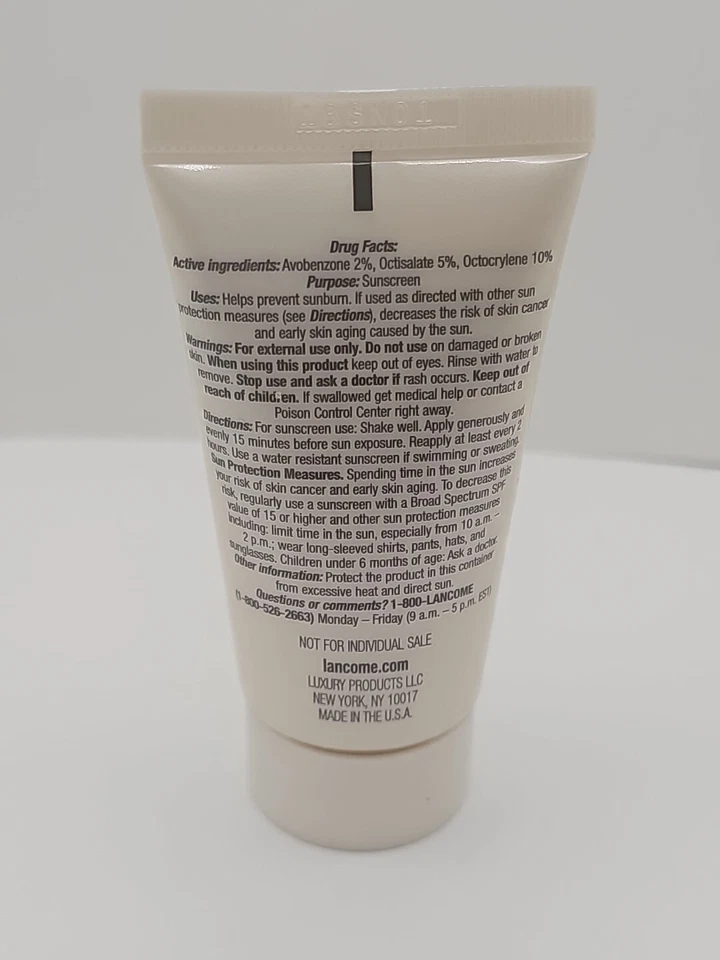 Drug Facts:
Active ingredients: Avobenzone 2%, Octisalate 5%, Octocrylene 10%
Purpose: Sunscreen
Uses: Helps prevent sunburn. If used as directed with other sun
protection measures (see Directions), decreases the risk of skin cancer
and early skin aging caused by the sun.
Warnings: For external use only. Do not use on damaged or broken
skin. When using this product keep out of eyes. Rinse with water to
remove. Stop use and ask a doctor if rash occurs. Keep out of
reach of children. If swallowed get medical help or contact a
Poison Control Center right away.
Directions: For sunscreen use: Shake well. Apply generously and
evenly 15 minutes before sun exposure. Reapply at least every 2
hours. Use a water resistant sunscreen if swimming or sweating.
Sun Protection Measures. Spending time in the sun increases
your risk of skin cancer and early skin aging. To decrease this
risk, regularly use a sunscreen with a Broad Spectrum SPF
value of 15 or higher and other sun protection measures
including: limit time in the sun, especially from 10 a.m. –
2 p.m.; wear long-sleeved shirts, pants, hats, and
sunglasses. Children under 6 months of age: Ask a doctor.
Other information: Protect the product in this container
from excessive heat and direct sun.
Questions or comments? 1-800-LANCOME
(1-800-526-2663) Monday – Friday (9 a.m. – 5 p.m. EST)
NOT FOR INDIVIDUAL SALE
lancome.com
LUXURY PRODUCTS LLC
NEW YORK, NY 10017
MADE IN THE U.S.A.